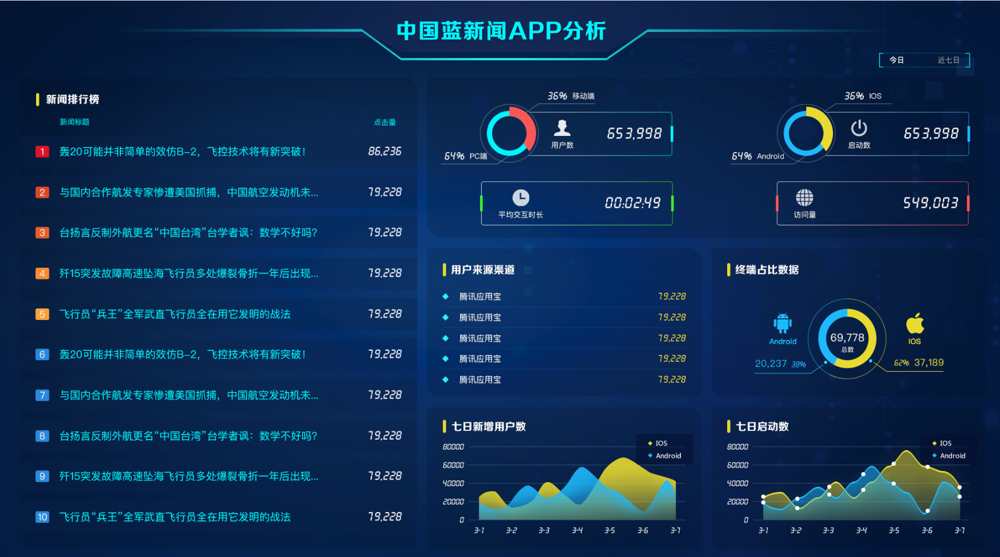 中国蓝新闻APP分析
今日 近七日
新闻排行榜
新闻标题 点击量
1 轰20可能并非简单的效仿B-2，飞控技术将有新突破！ 86,236
2 与国内合作航发专家惨遭美国抓捕，中国航空发动机未... 79,228
3 台扬言反制外航更名“中国台湾”台学者讽：数学不好吗？ 79,228
4 歼15突发故障高速坠海飞行员多处爆裂骨折一年后出现... 79,228
5 飞行员“兵王”全军武直飞行员全在用它发明的战法 79,228
6 轰20可能并非简单的效仿B-2，飞控技术将有新突破！ 79,228
7 与国内合作航发专家惨遭美国抓捕，中国航空发动机未... 79,228
8 台扬言反制外航更名“中国台湾”台学者讽：数学不好吗？ 79,228
9 歼15突发故障高速坠海飞行员多处爆裂骨折一年后出现... 79,228
10 飞行员“兵王”全军武直飞行员全在用它发明的战法 79,228
36% 移动端
用户数 653,998
64% PC端
36% IOS
启动数 653,998
64% Android
平均交互时长 00:02:49
访问量 549,003
用户来源渠道
腾讯应用宝 79,228
腾讯应用宝 79,228
腾讯应用宝 79,228
腾讯应用宝 79,228
腾讯应用宝 79,228
终端占比数据
Android
69,778
总数
IOS
20,237 38%
62% 37,189
七日新增用户数
IOS
Android
80000
60000
40000
20000
0
3-1 3-2 3-3 3-4 3-5 3-6 3-7
七日启动数
IOS
Android
80000
60000
40000
20000
0
3-1 3-2 3-3 3-4 3-5 3-6 3-7